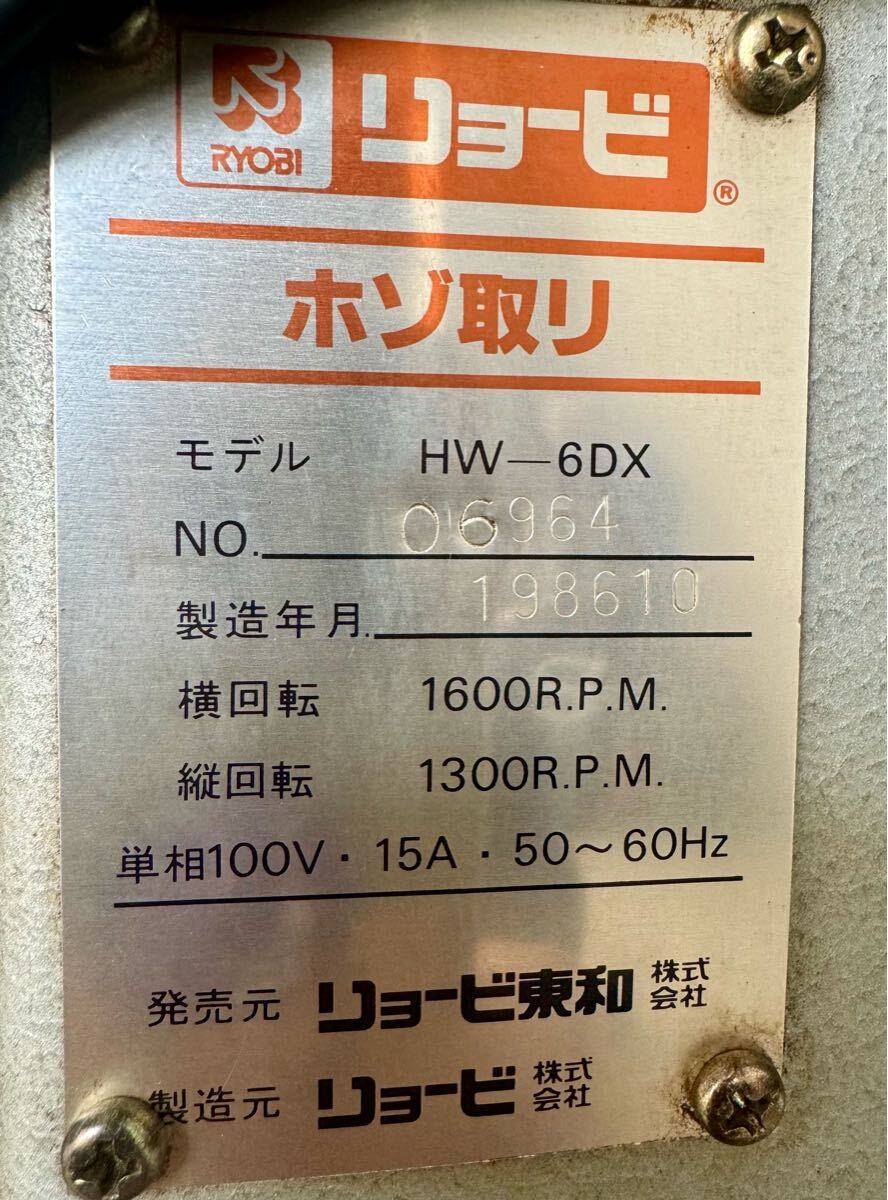 RYOBI リョービ ®
ホゾ取り
モデル HW—6DX
NO. 06964
製造年月. 198610
横回転 1600R.P.M.
縦回転 1300R.P.M.
単相100V・15A・50〜60Hz
発売元 リョービ東和 株式会社
製造元 リョービ 株式会社